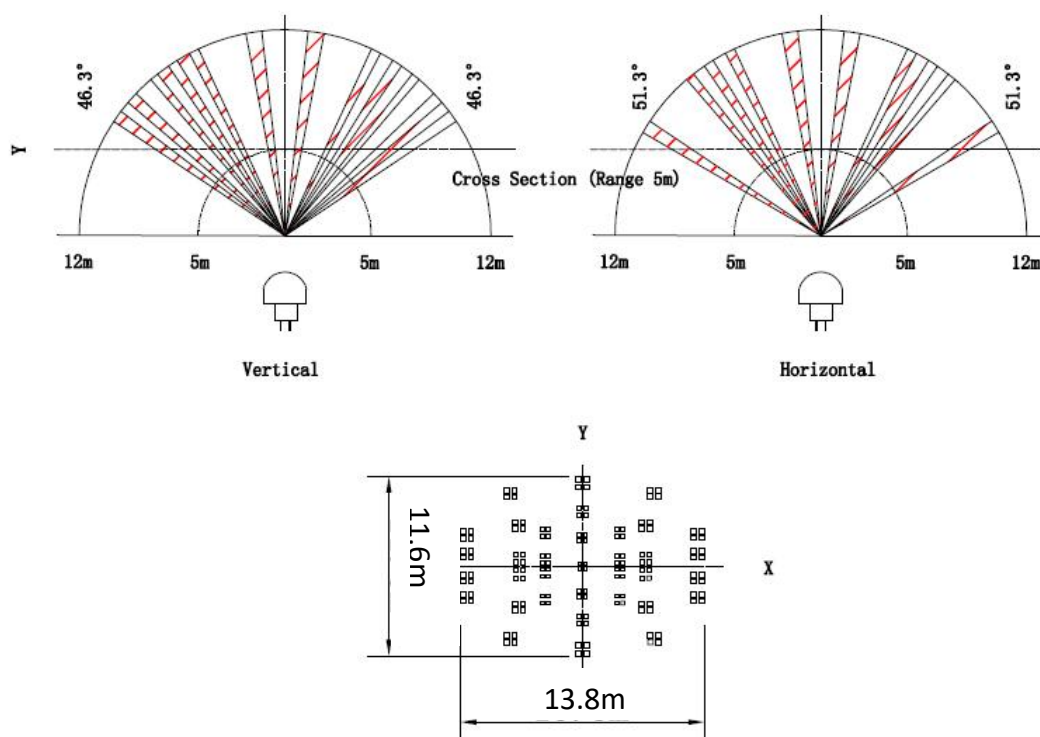 46.3°
46.3°
51.3°
51.3°
Y
Cross Section (Range 5m)
12m
5m
5m
12m
12m
5m
5m
12m
Vertical
Horizontal
Y
11.6m
X
13.8m